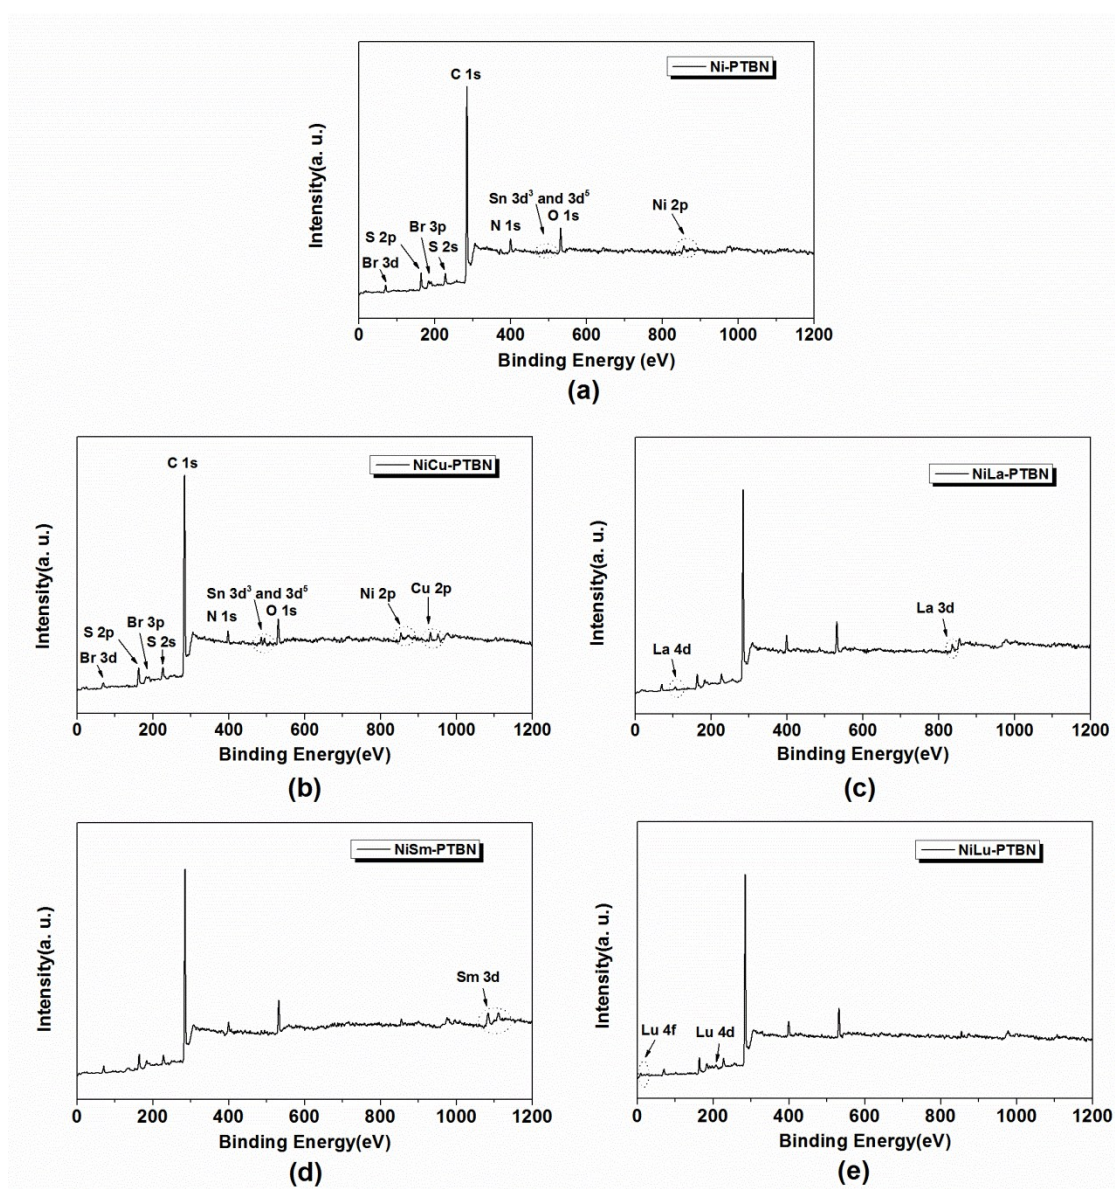 Ni-PTBN
C 1s
Sn 3d³ and 3d⁵
Ni 2p
N 1s
O 1s
Br 3p
S 2p
S 2s
Br 3d
Intensity(a. u.)
0 200 400 600 800 1000 1200
Binding Energy (eV)
(a)
NiCu-PTBN
C 1s
Sn 3d³ and 3d⁵
Ni 2p
Cu 2p
N 1s
O 1s
Br 3p
S 2p
S 2s
Br 3d
Intensity(a. u.)
0 200 400 600 800 1000 1200
Binding Energy(eV)
(b)
NiLa-PTBN
La 3d
La 4d
Intensity(a. u.)
0 200 400 600 800 1000 1200
Binding Energy(eV)
(c)
NiSm-PTBN
Sm 3d
Intensity(a. u.)
0 200 400 600 800 1000 1200
Binding Energy(eV)
(d)
NiLu-PTBN
Lu 4f
Lu 4d
Intensity(a. u.)
0 200 400 600 800 1000 1200
Binding Energy(eV)
(e)